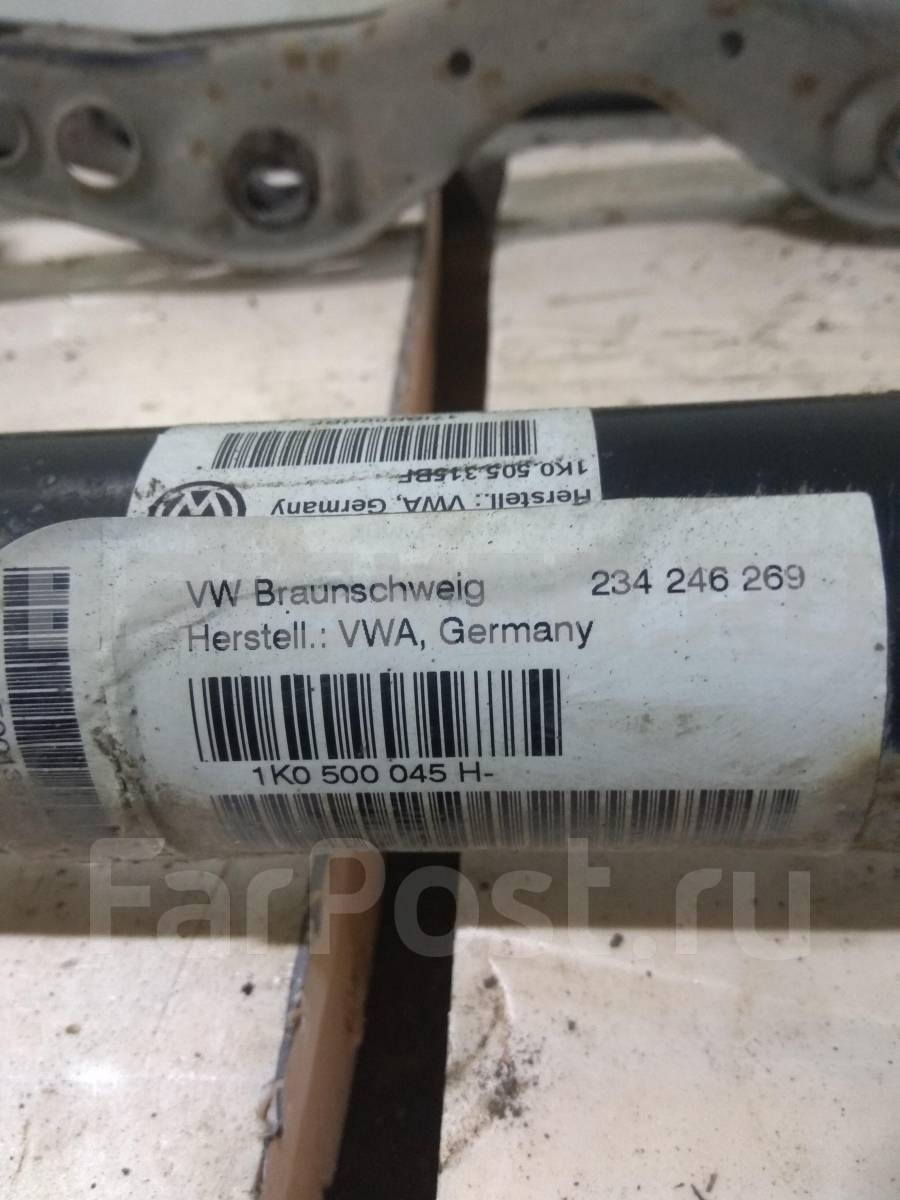 1K0.505.315BF
Herstell.: VWA, Germany
VW Braunschweig 234 246 269
Herstell.: VWA, Germany
1K0 500 045 H-
FarPost.ru